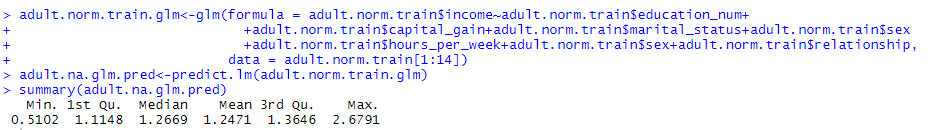 > adult.norm.train.glm<-glm(formula = adult.norm.train$income~adult.norm.train$education_num+
+ +adult.norm.train$capital_gain+adult.norm.train$marital_status+adult.norm.train$sex
+ +adult.norm.train$hours_per_week+adult.norm.train$sex+adult.norm.train$relationship,
+ data = adult.norm.train[1:14])
> adult.na.glm.pred<-predict.lm(adult.norm.train.glm)
> summary(adult.na.glm.pred)
Min. 1st Qu. Median Mean 3rd Qu. Max.
0.5102 1.1148 1.2669 1.2471 1.3646 2.6791